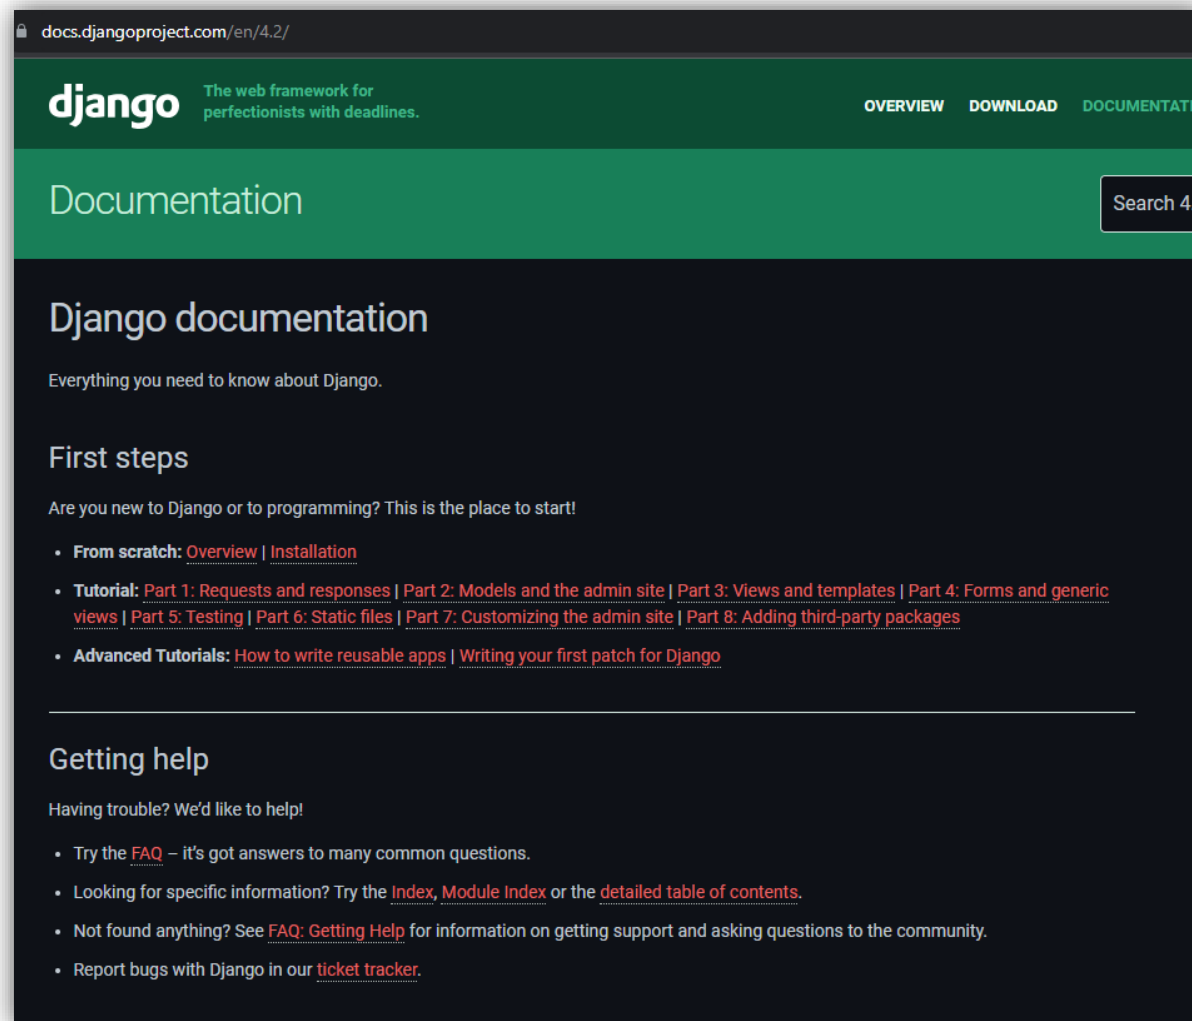 docs.djangoproject.com/en/4.2/
django
The web framework for
perfectionists with deadlines.
OVERVIEW DOWNLOAD
Documentation
Search
Django documentation
Everything you need to know about Django.
First steps
Are you new to Django or to programming? This is the place to start!
• From scratch: Overview | Installation
• Tutorial: Part 1: Requests and responses | Part 2: Models and the admin site | Part 3: Views and templates | Part 4: Forms and generic
views | Part 5: Testing | Part 6: Static files | Part 7: Customizing the admin site | Part 8: Adding third-party packages
• Advanced Tutorials: How to write reusable apps | Writing your first patch for Django
Getting help
Having trouble? We’d like to help!
• Try the FAQ – it’s got answers to many common questions.
• Looking for specific information? Try the Index, Module Index or the detailed table of contents.
• Not found anything? See FAQ: Getting Help for information on getting support and asking questions to the community.
• Report bugs with Django in our ticket tracker.